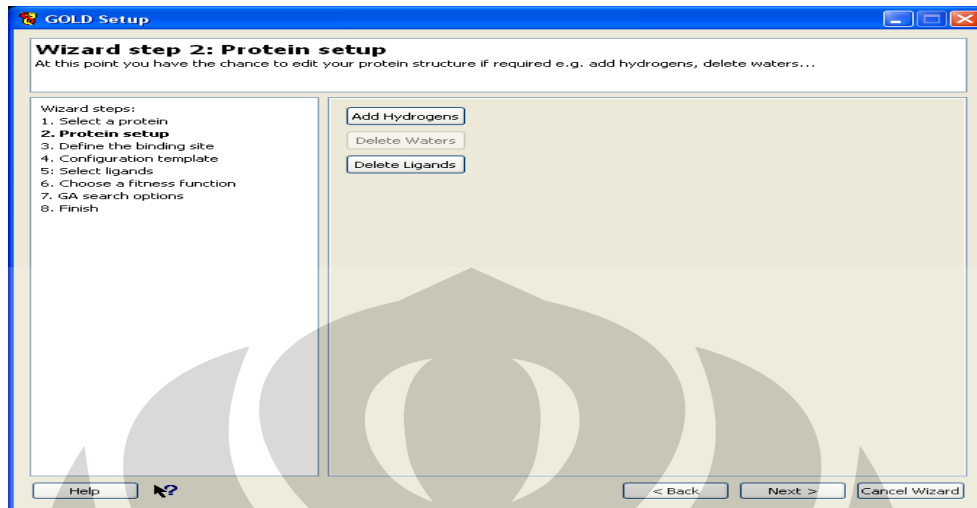 GOLD Setup
Wizard step 2: Protein setup
At this point you have the chance to edit your protein structure if required e.g. add hydrogens, delete waters...
Wizard steps:
1. Select a protein
2. Protein setup
3. Define the binding site
4. Configuration template
5: Select ligands
6. Choose a fitness function
7. GA search options
8. Finish
Add Hydrogens
Delete Waters
Delete Ligands
Help ? < Back Next > Cancel Wizard